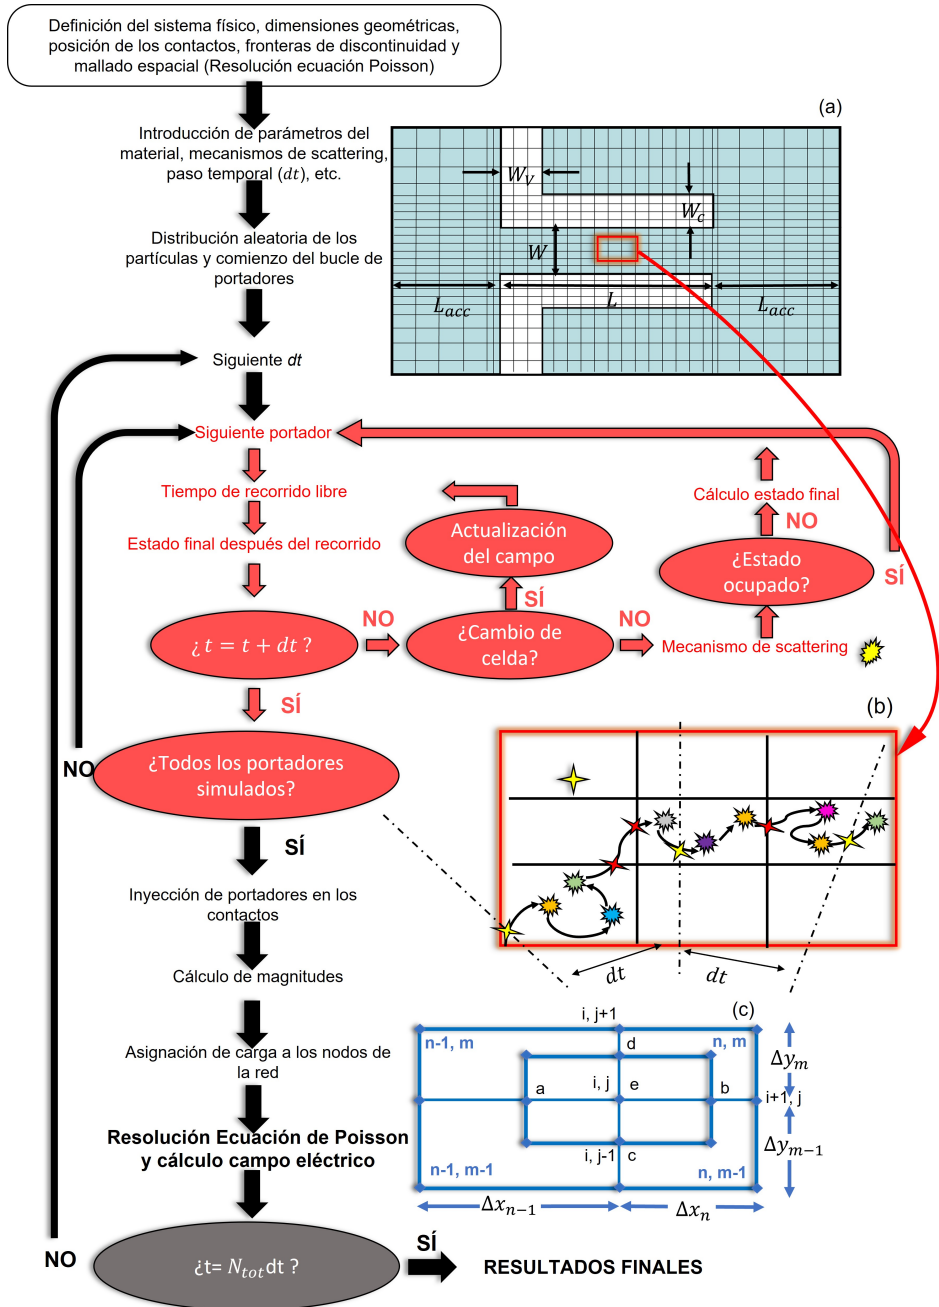 Definición del sistema físico, dimensiones geométricas,
posición de los contactos, fronteras de discontinuidad y
mallado espacial (Resolución ecuación Poisson)
Introducción de parámetros del
material, mecanismos de scattering,
paso temporal (dt), etc.
Distribución aleatoria de los
partículas y comienzo del bucle de
portadores
Siguiente dt
Siguiente portador
Tiempo de recorrido libre
Estado final después del recorrido
¿ t = t + dt ?
NO
SÍ
¿Cambio de
celda?
SÍ
Actualización
del campo
NO
Mecanismo de scattering
¿Estado
ocupado?
NO
SÍ
Cálculo estado final
¿Todos los portadores
simulados?
NO
SÍ
Inyección de portadores en los
contactos
Cálculo de magnitudes
Asignación de carga a los nodos de
la red
Resolución Ecuación de Poisson
y cálculo campo eléctrico
¿t= N_tot dt ?
NO
SÍ
RESULTADOS FINALES
(a)
W_V
W_c
W
L_acc
L
L_acc
(b)
dt
dt
(c)
i, j+1
n-1, m
d
n, m
Δy_m
a
i, j
e
b
i+1, j
i, j-1
c
Δy_{m-1}
n-1, m-1
n, m-1
Δx_{n-1}
Δx_n